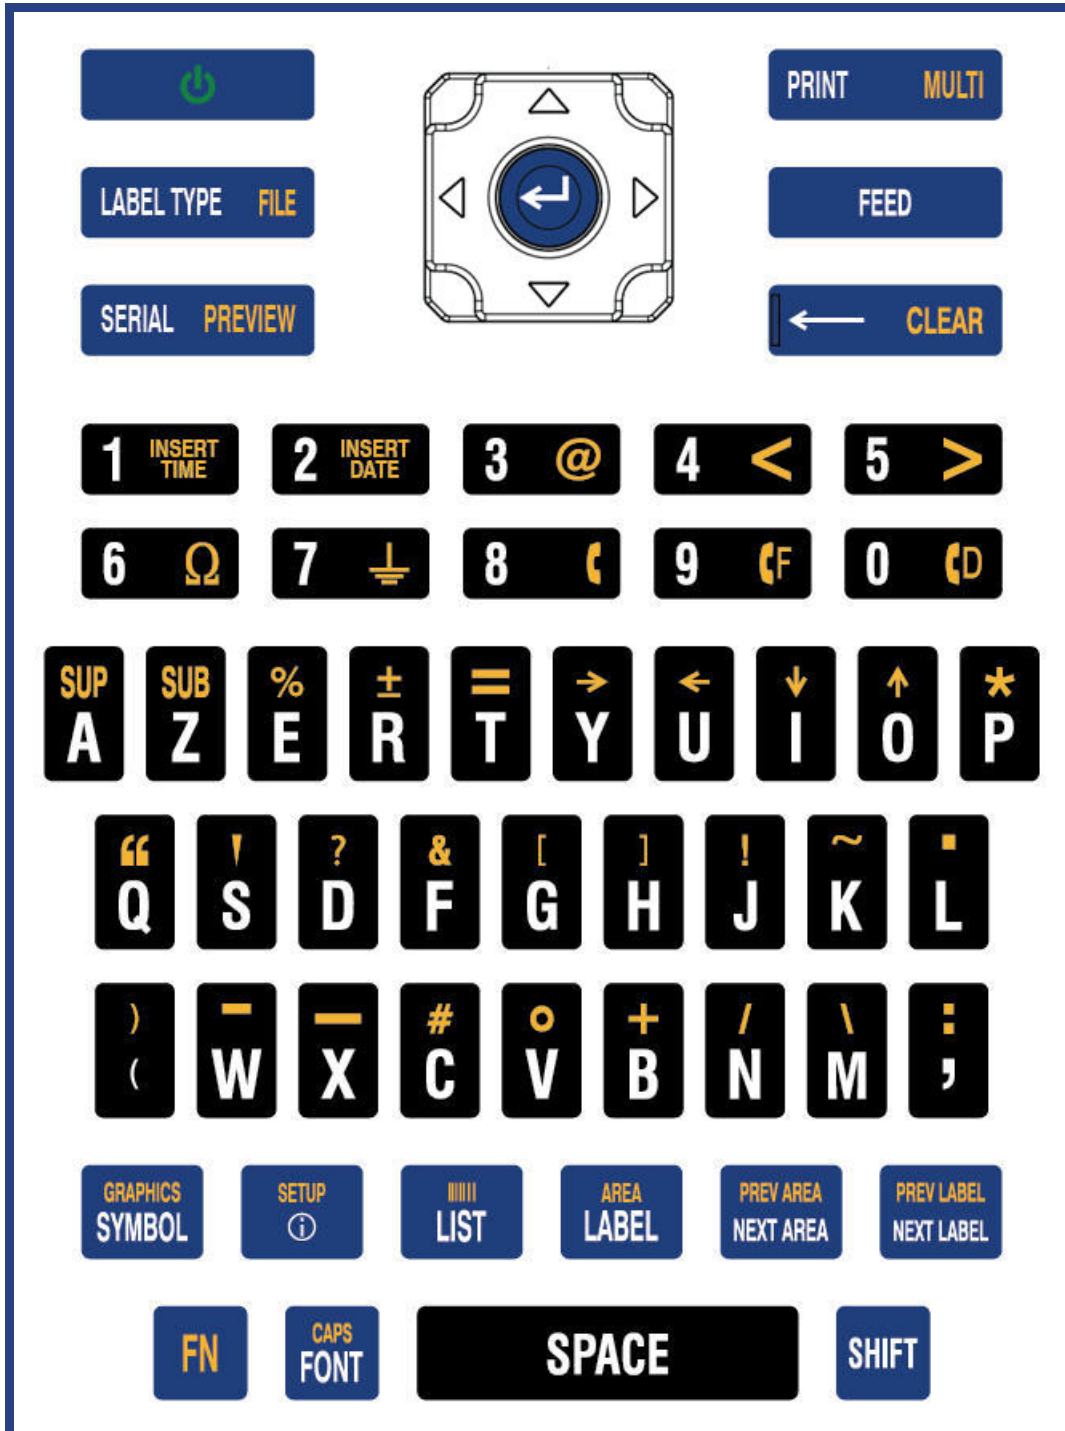 PRINT MULTI
LABEL TYPE FILE
FEED
SERIAL PREVIEW
← CLEAR
1 INSERT TIME 2 INSERT DATE 3 @ 4 < 5 >
6 Ω 7 ⏚ 8 9 F 0 D
SUP SUB % ± = → ← ↓ ↑ *
A Z E R T Y U I O P
“ ' ? & [ ] ! ~ ▪
Q S D F G H J K L
) - — # ° + / \ :
( W X C V B N M ,
GRAPHICS SETUP AREA PREV AREA PREV LABEL
SYMBOL ⓘ LIST LABEL NEXT AREA NEXT LABEL
CAPS
FN FONT SPACE SHIFT